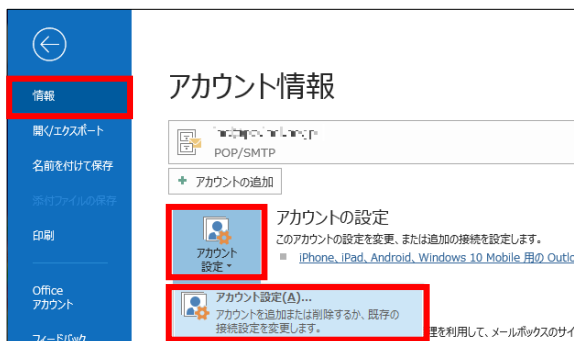 アカウント情報
情報
開く/エクスポート
名前を付けて保存
添付ファイルの保存
印刷
Office
アカウント
フィードバック
POP/SMTP
+ アカウントの追加
アカウント
設定
アカウントの設定
このアカウントの設定を変更、または追加の接続を設定します。
iPhone、iPad、Android、Windows 10 Mobile 用の Outlo
アカウント設定(A)...
アカウントを追加または削除するか、既存の
接続設定を変更します。
理を利用して、メールボックスのサイ